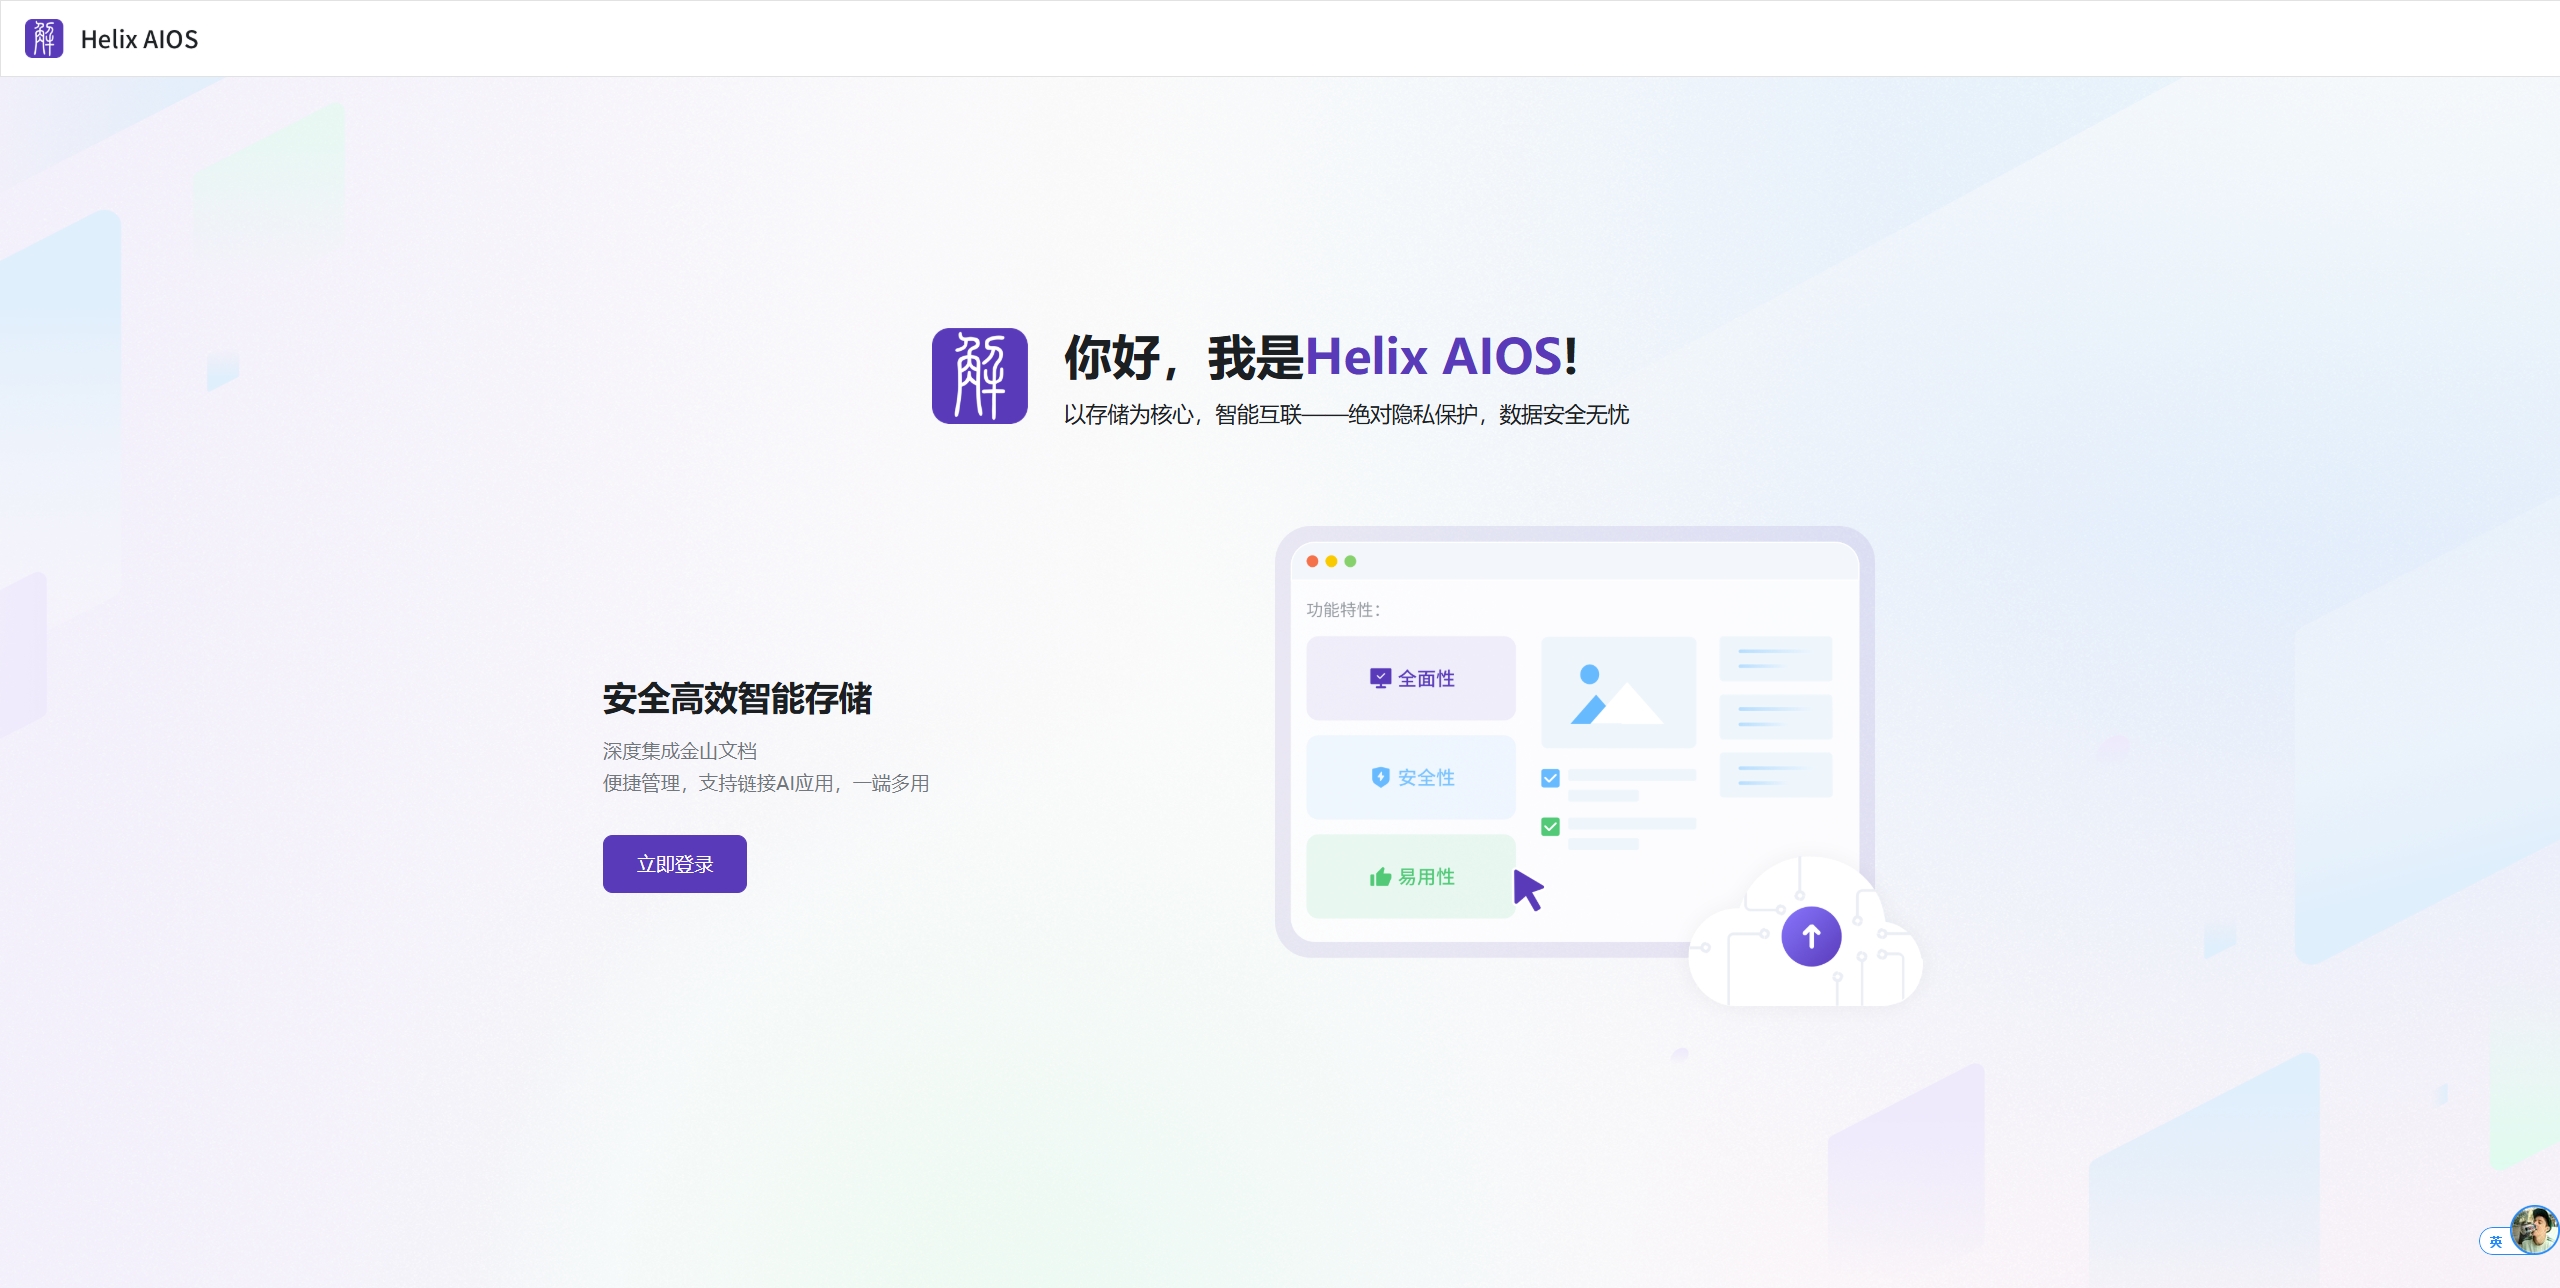 解 Helix AIOS
解
你好，我是Helix AIOS!
以存储为核心，智能互联——绝对隐私保护，数据安全无忧
安全高效智能存储
深度集成金山文档
便捷管理，支持链接AI应用，一端多用
立即登录
功能特性：
全面性
安全性
易用性
英